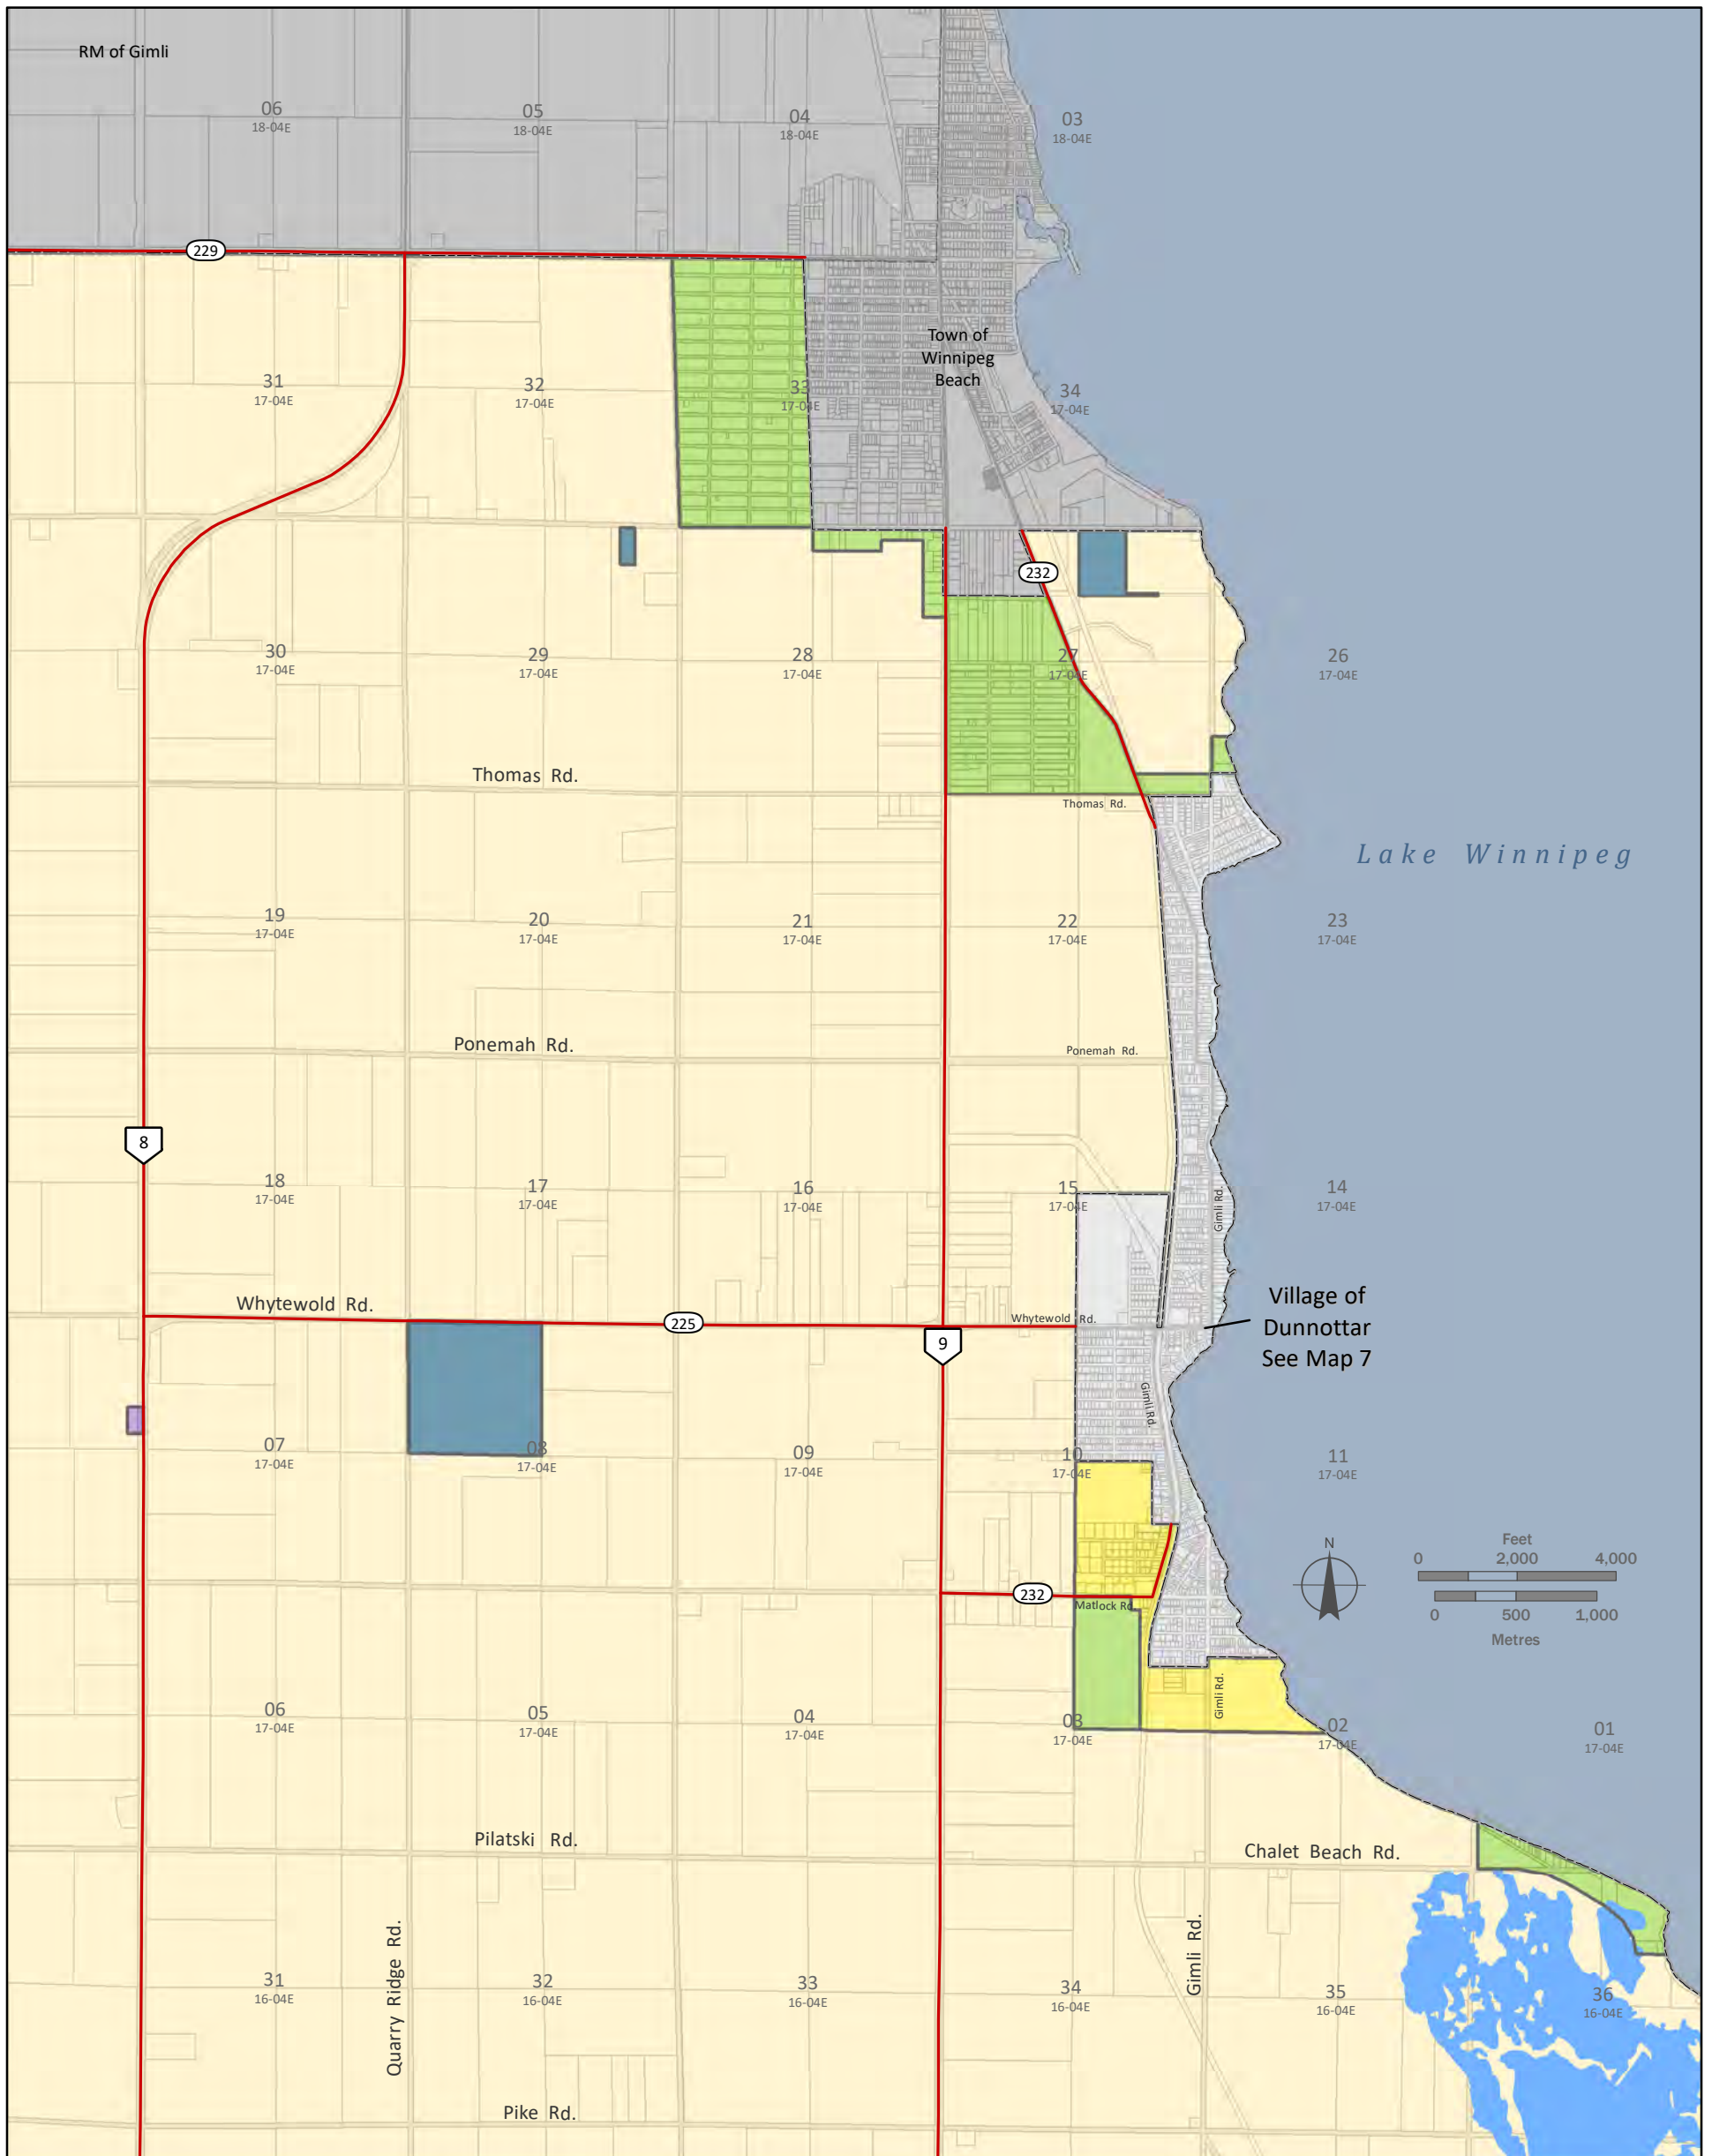 RM of Gimli
06
18-04E
05
18-04E
04
18-04E
03
18-04E
229
Town of
Winnipeg
Beach
31
17-04E
32
17-04E
33
17-04E
34
17-04E
232
30
17-04E
29
17-04E
28
17-04E
27
17-04E
26
17-04E
Thomas Rd.
Thomas Rd.
Lake Winnipeg
19
17-04E
20
17-04E
21
17-04E
22
17-04E
23
17-04E
Ponemah Rd.
Ponemah Rd.
8
18
17-04E
17
17-04E
16
17-04E
15
17-04E
14
17-04E
Gimli Rd.
Whytewold Rd.
225
Whytewold Rd.
9
Village of
Dunnottar
See Map 7
Gimli Rd.
07
17-04E
08
17-04E
09
17-04E
10
17-04E
11
17-04E
N
Feet
0 2,000 4,000
0 500 1,000
Metres
232
Matlock Rd.
Gimli Rd.
06
17-04E
05
17-04E
04
17-04E
03
17-04E
02
17-04E
01
17-04E
Pilatski Rd.
Chalet Beach Rd.
Quarry Ridge Rd.
Gimli Rd.
31
16-04E
32
16-04E
33
16-04E
34
16-04E
35
16-04E
36
16-04E
Pike Rd.